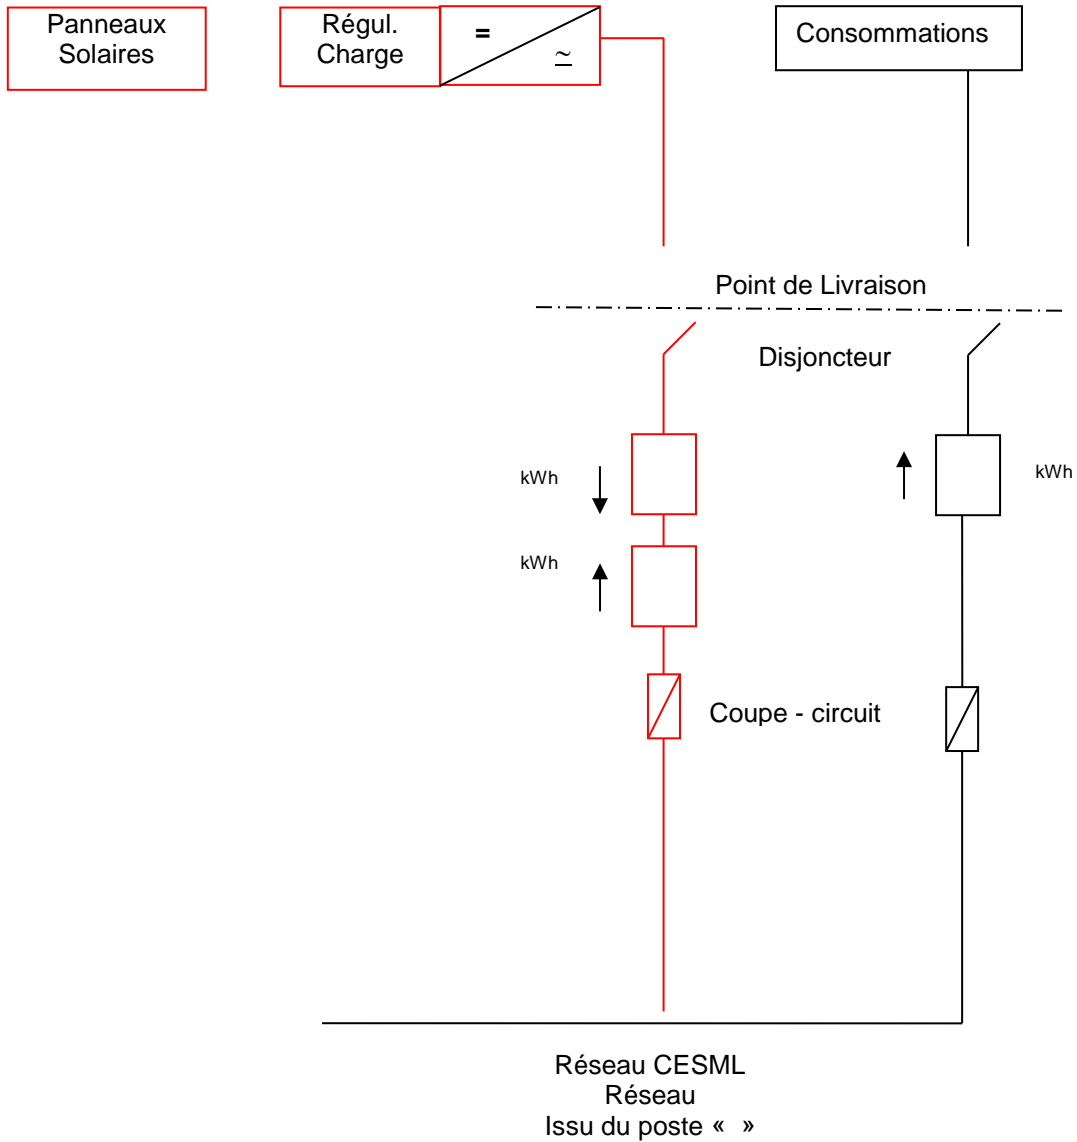 Panneaux
Solaires
Régul.
Charge
=
≃
Consommations
Point de Livraison
Disjoncteur
kWh
kWh
kWh
Coupe - circuit
Réseau CESML
Réseau
Issu du poste «  »